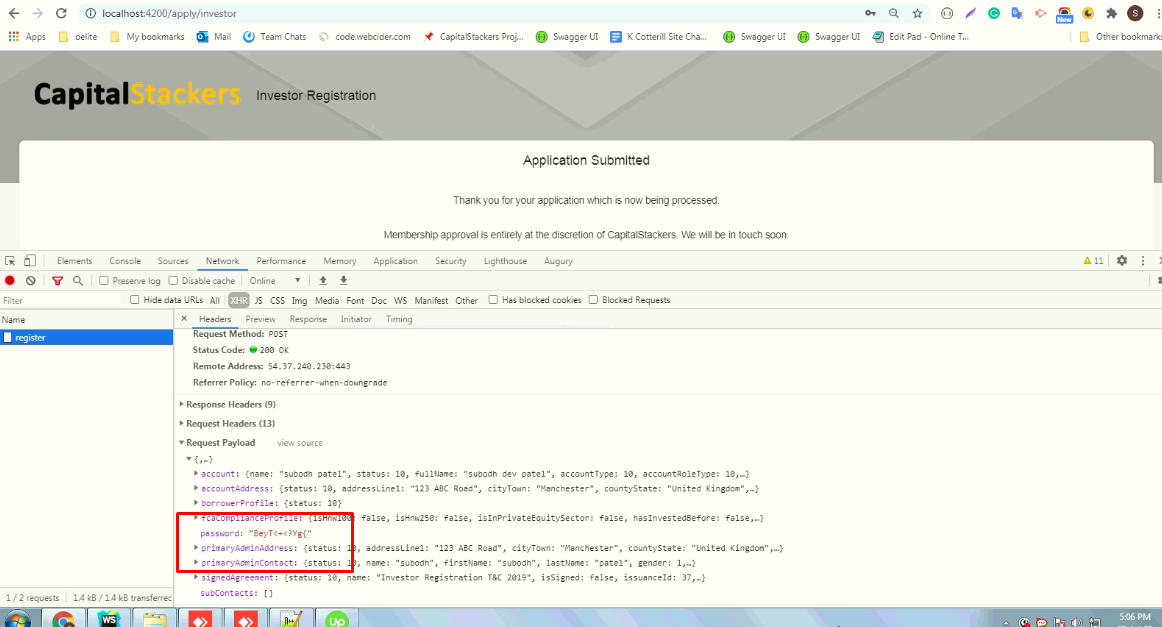 localhost:4200/apply/investor
Apps oelite My bookmarks Mail Team Chats code.webcider.com CapitalStackers Proj... Swagger UI K Cotterill Site Cha... Swagger UI Swagger UI Edit Pad - Online T... Other bookmarks
New
S
CapitalStackers Investor Registration
Application Submitted
Thank you for your application which is now being processed.
Membership approval is entirely at the discretion of CapitalStackers. We will be in touch soon.
Elements Console Sources Network Performance Memory Application Security Lighthouse Augury 11
Preserve log Disable cache Online
Filter Hide data URLs All XHR JS CSS Img Media Font Doc WS Manifest Other Has blocked cookies Blocked Requests
Name × Headers Preview Response Initiator Timing
register
Request Method: POST
Status Code: 200 OK
Remote Address: 54.37.240.230:443
Referrer Policy: no-referrer-when-downgrade
Response Headers (9)
Request Headers (13)
Request Payload view source
{,…}
account: {name: "subodh patel", status: 10, fullName: "subodh dev patel", accountType: 10, accountRoleType: 10,…}
accountAddress: {status: 10, addressLine1: "123 ABC Road", cityTown: "Manchester", countyState: "United Kingdom",…}
borrowerProfile: {status: 10}
fcaComplianceProfile: {isHnw100: false, isHnw250: false, isInPrivateEquitySector: false, hasInvestedBefore: false,…}
password: "BeyT<+<?Yg{"
primaryAdminAddress: {status: 10, addressLine1: "123 ABC Road", cityTown: "Manchester", countyState: "United Kingdom",…}
primaryAdminContact: {status: 10, name: "subodh", firstName: "subodh", lastName: "patel", gender: 1,…}
signedAgreement: {status: 10, name: "Investor Registration T&C 2019", isSigned: false, issuanceId: 37,…}
subContacts: []
1 / 2 requests 1.4 kB / 1.4 kB transferred
WS
Up
5:06 PM